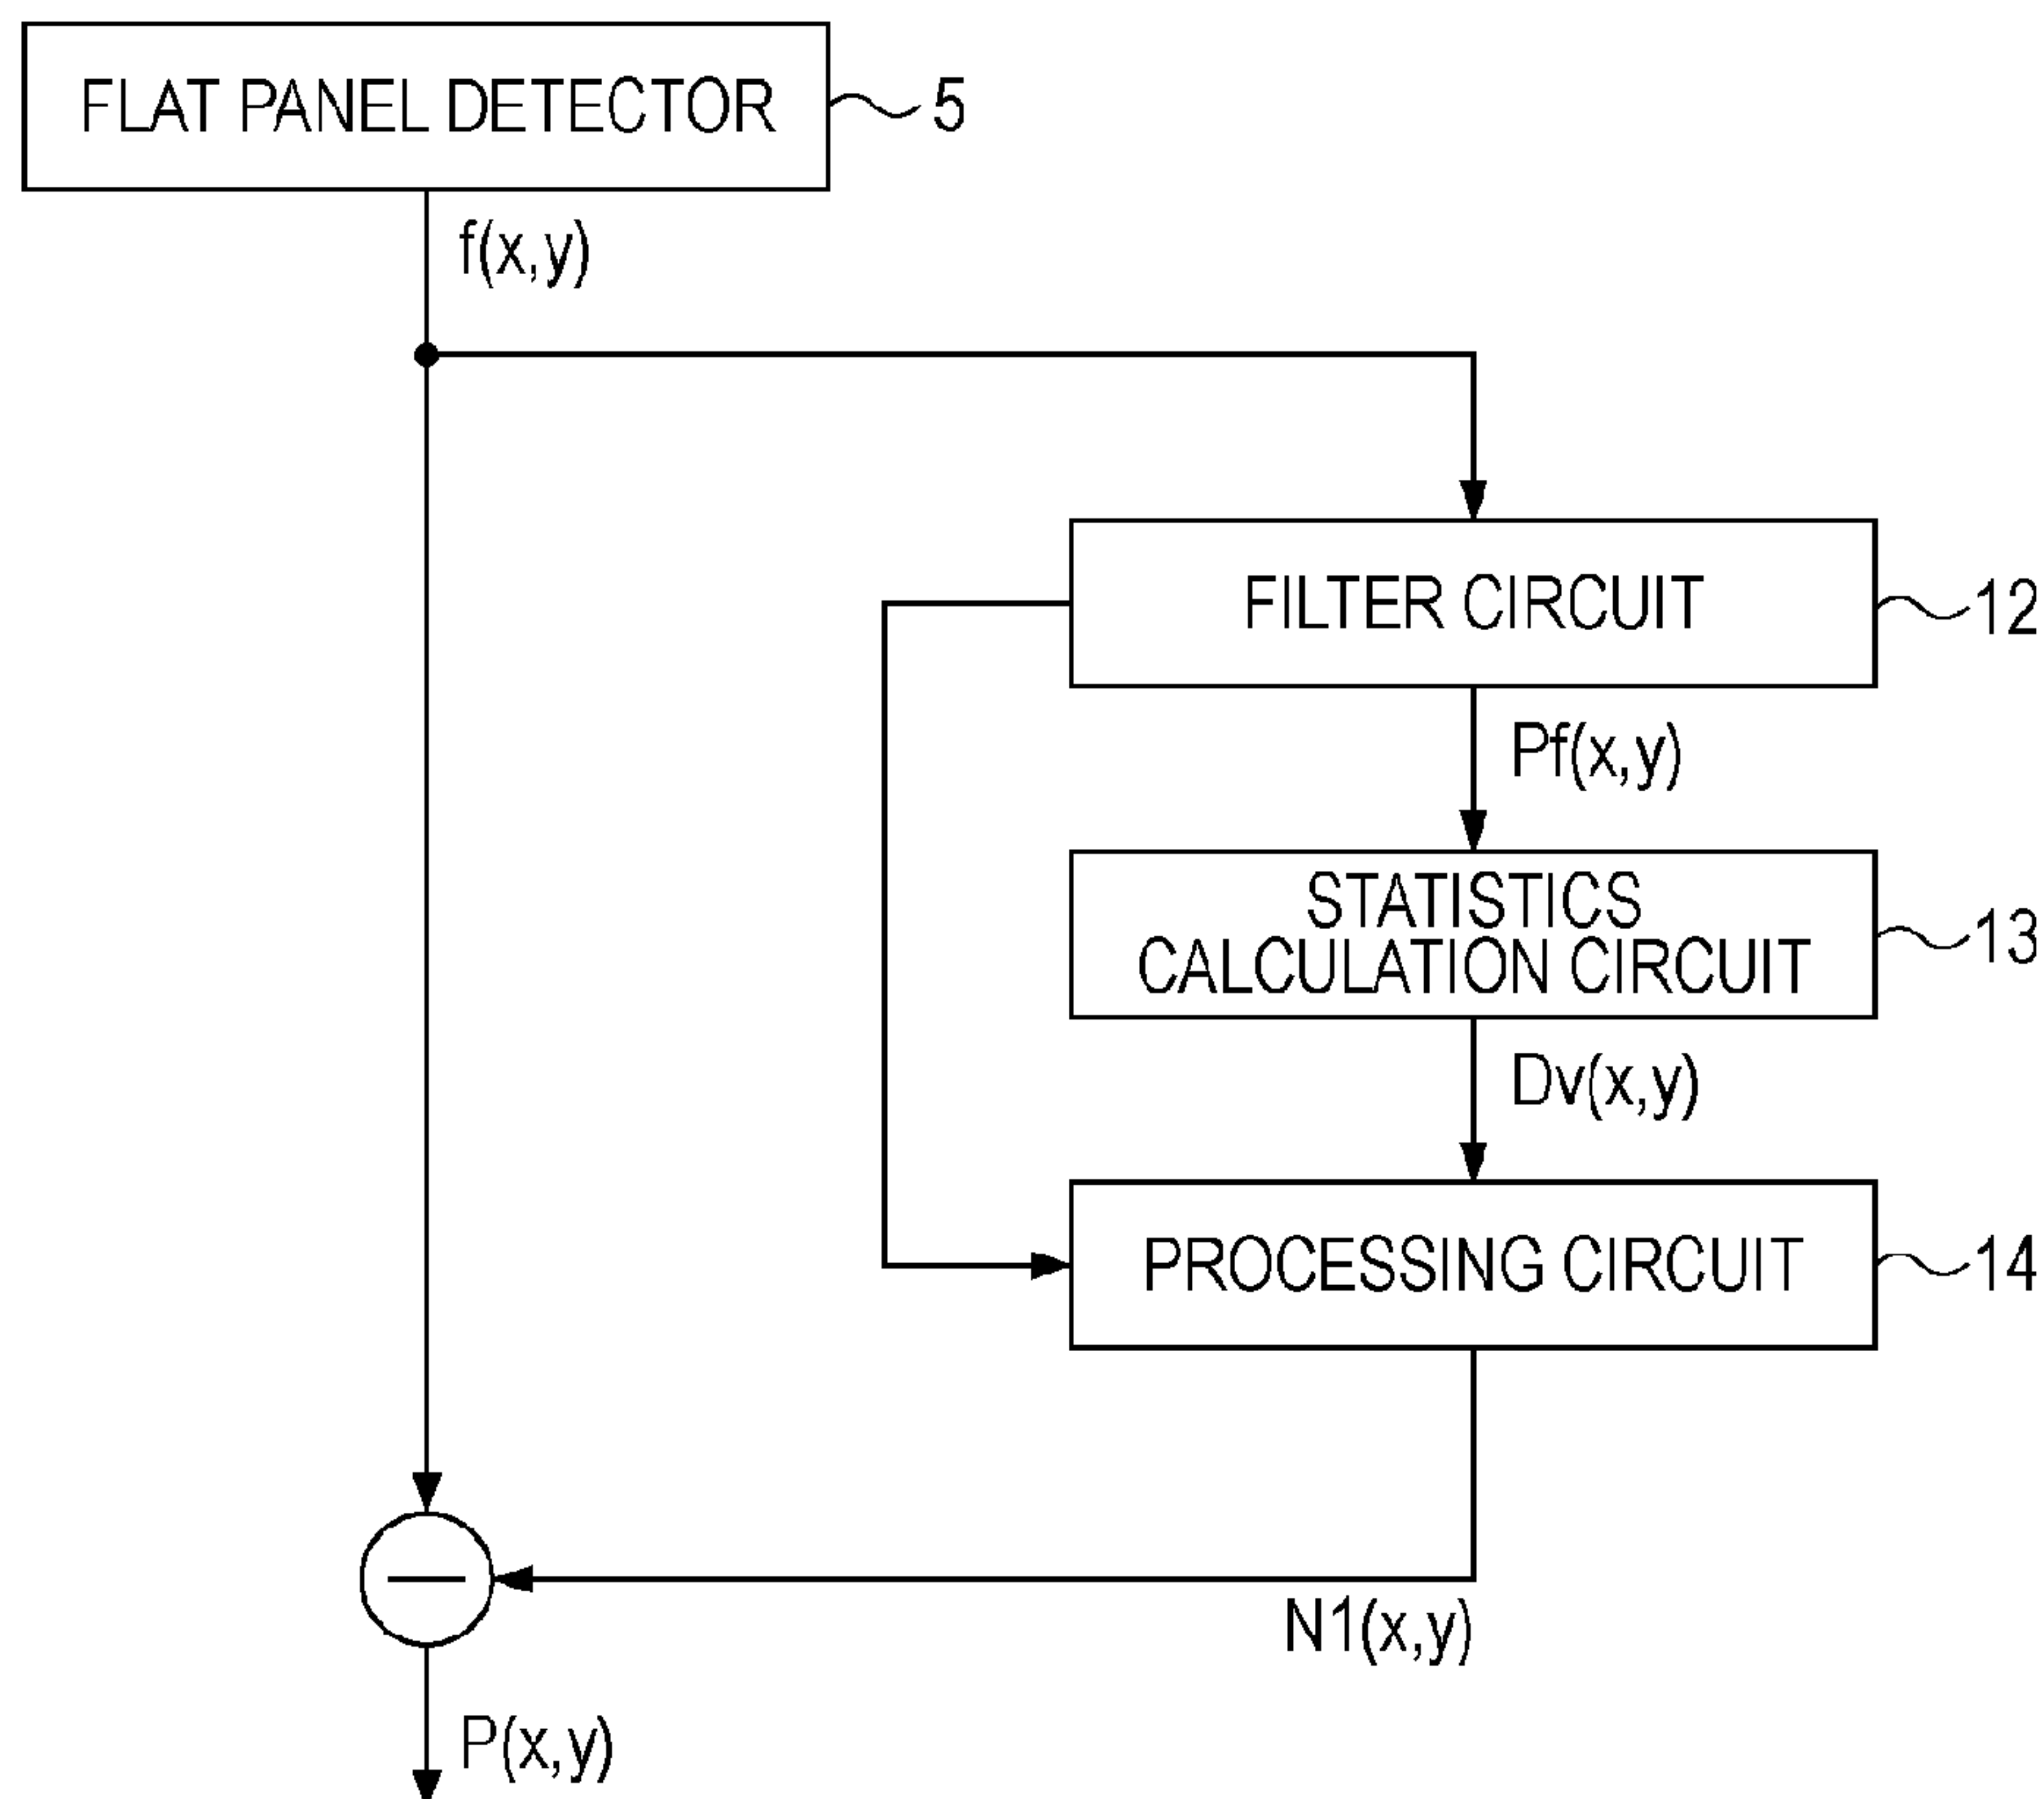 FLAT PANEL DETECTOR
5
f(x,y)
FILTER CIRCUIT
12
Pf(x,y)
STATISTICS
CALCULATION CIRCUIT
13
Dv(x,y)
PROCESSING CIRCUIT
14
N1(x,y)
P(x,y)